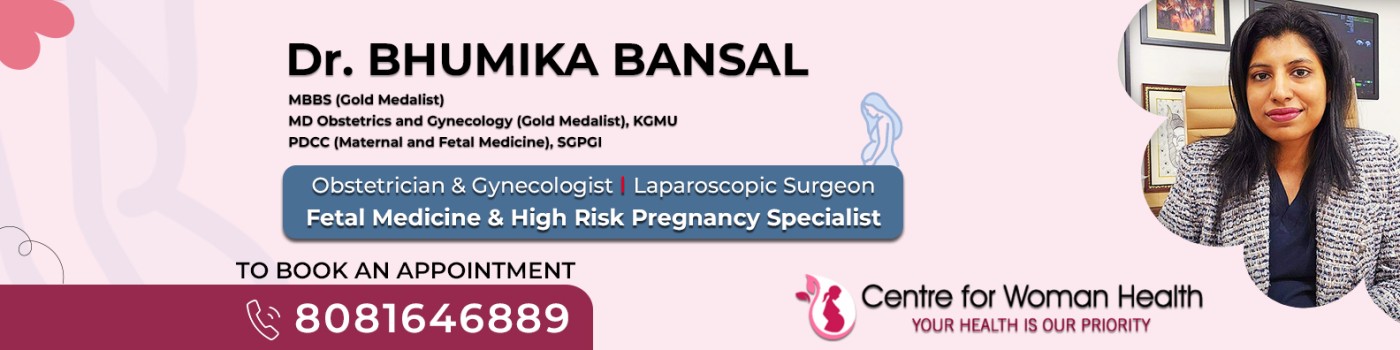 Dr. BHUMIKA BANSAL
MBBS (Gold Medalist)
MD Obstetrics and Gynecology (Gold Medalist), KGMU
PDCC (Maternal and Fetal Medicine), SGPGI
Obstetrician & Gynecologist | Laparoscopic Surgeon
Fetal Medicine & High Risk Pregnancy Specialist
TO BOOK AN APPOINTMENT
8081646889
Centre for Woman Health
YOUR HEALTH IS OUR PRIORITY